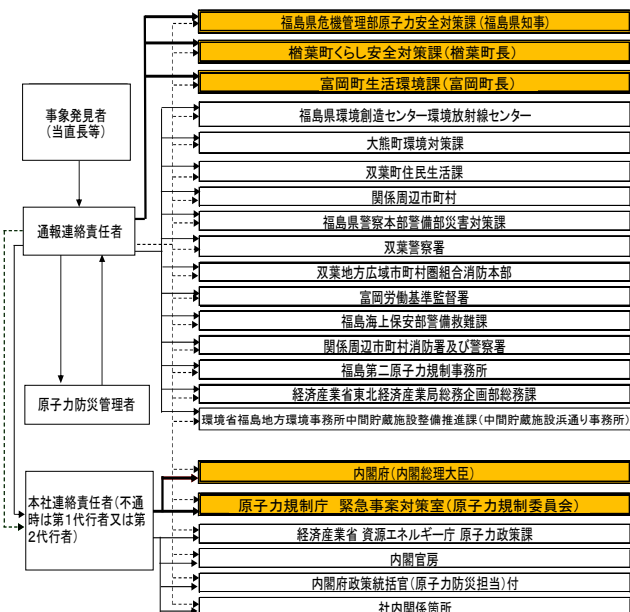 福島県危機管理部原子力安全対策課(福島県知事)
楢葉町くらし安全対策課(楢葉町長)
富岡町生活環境課(富岡町長)
事象発見者
(当直長等)
福島県環境創造センター環境放射線センター
大熊町環境対策課
双葉町住民生活課
関係周辺市町村
通報連絡責任者
福島県警察本部警備部災害対策課
双葉警察署
双葉地方広域市町村圏組合消防本部
富岡労働基準監督署
福島海上保安部警備救難課
関係周辺市町村消防署及び警察署
福島第二原子力規制事務所
原子力防災管理者
経済産業省東北経済産業局総務企画部総務課
環境省福島地方環境事務所中間貯蔵施設整備推進課(中間貯蔵施設浜通り事務所)
内閣府(内閣総理大臣)
本社連絡責任者(不通
時は第1代行者又は第
2代行者)
原子力規制庁 緊急事案対策室(原子力規制委員会)
経済産業省 資源エネルギー庁 原子力政策課
内閣官房
内閣府政策統括官(原子力防災担当)付
社内関係箇所